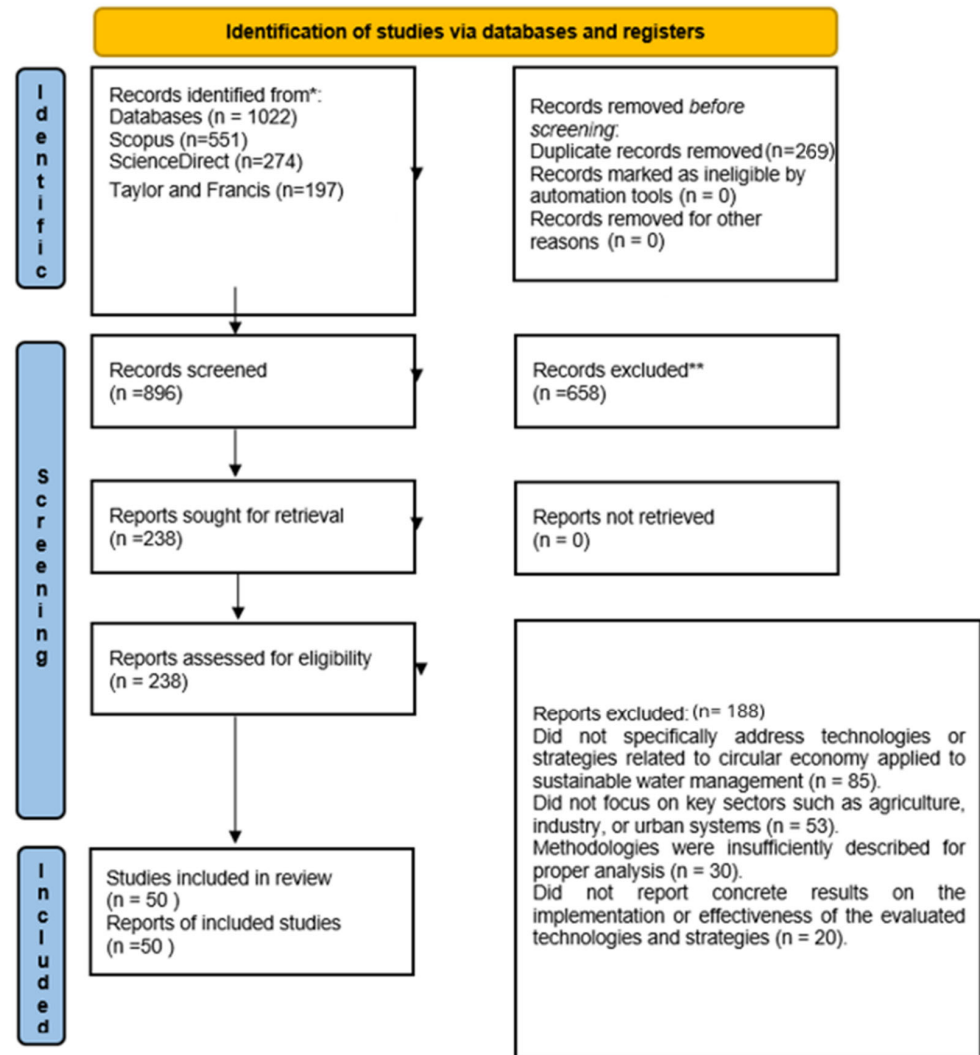 Identification of studies via databases and registers
Identific
Records identified from*:
Databases (n = 1022)
Scopus (n=551)
ScienceDirect (n=274)
Taylor and Francis (n=197)
Records removed before
screening:
Duplicate records removed (n=269)
Records marked as ineligible by
automation tools (n = 0)
Records removed for other
reasons (n = 0)
Screening
Records screened
(n =896)
Records excluded**
(n =658)
Reports sought for retrieval
(n =238)
Reports not retrieved
(n = 0)
Reports assessed for eligibility
(n = 238)
Reports excluded: (n= 188)
Did not specifically address technologies or
strategies related to circular economy applied to
sustainable water management (n = 85).
Did not focus on key sectors such as agriculture,
industry, or urban systems (n = 53).
Methodologies were insufficiently described for
proper analysis (n = 30).
Did not report concrete results on the
implementation or effectiveness of the evaluated
technologies and strategies (n = 20).
Included
Studies included in review
(n = 50 )
Reports of included studies
(n =50 )